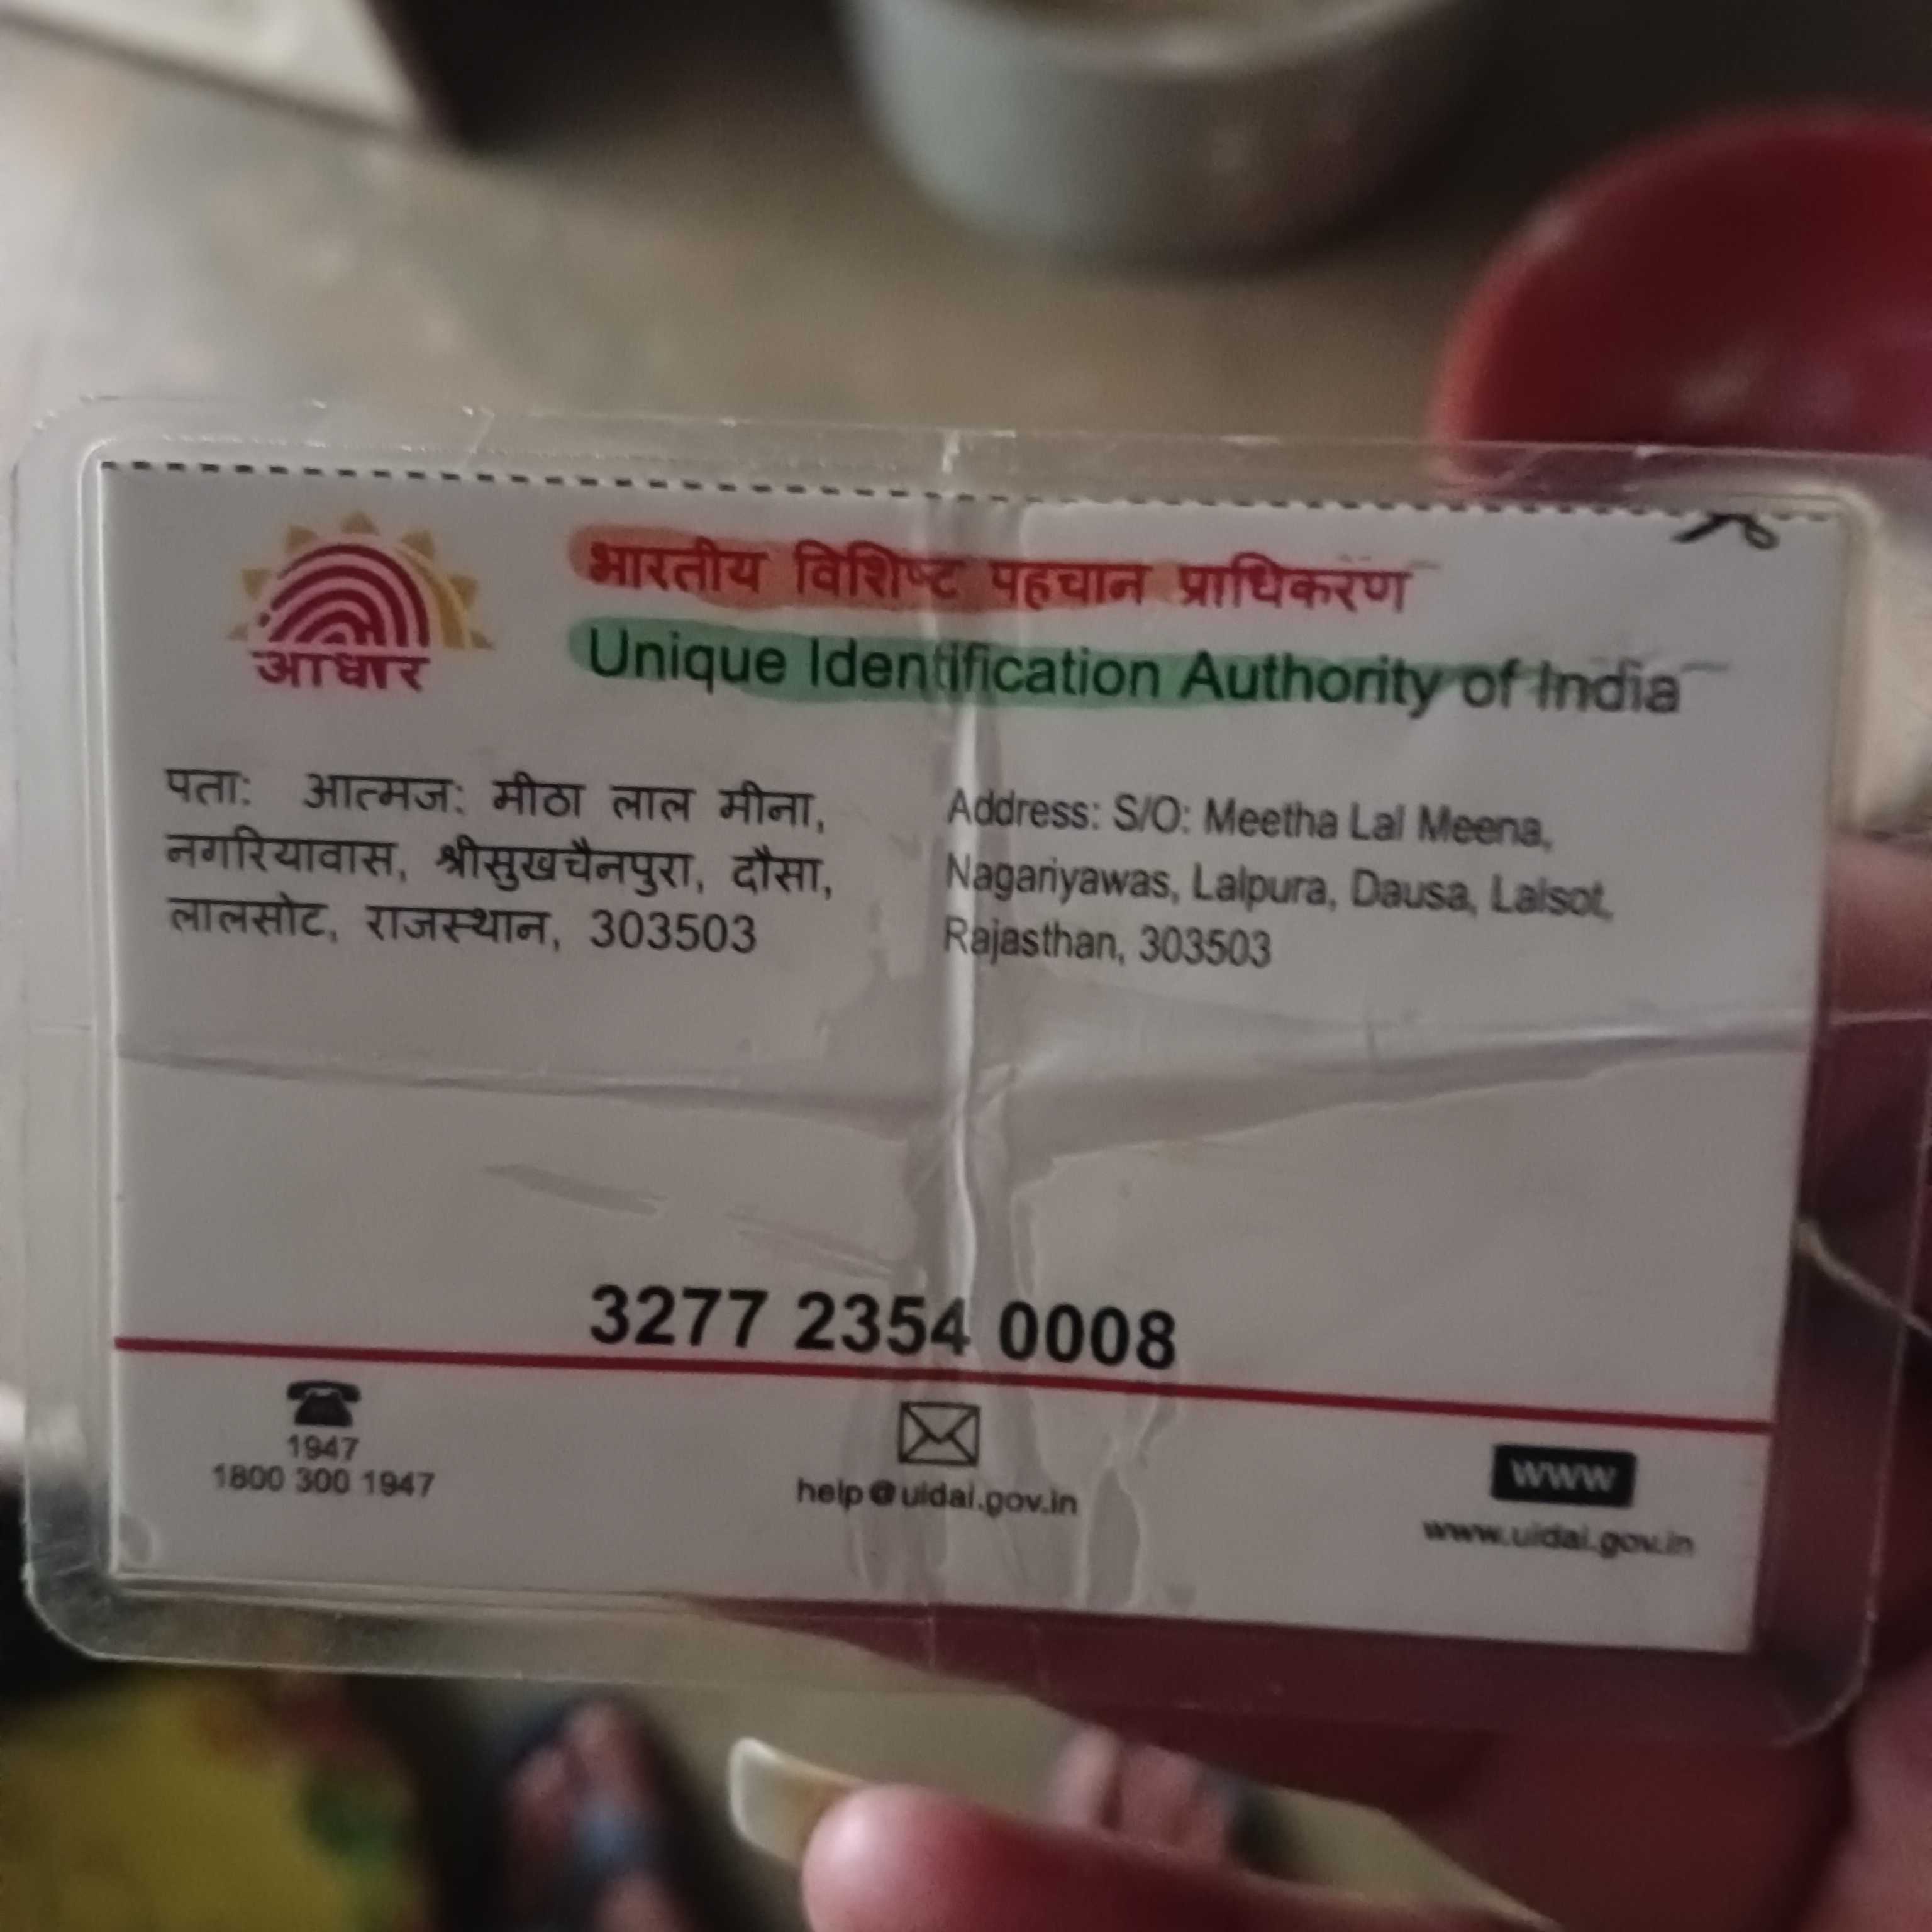 आधार
भारतीय विशिष्ट पहचान प्राधिकरण
Unique Identification Authority of India
पता: आत्मज: मीठा लाल मीना,
नगरियावास, श्रीसुखचैनपुरा, दौसा,
लालसोट, राजस्थान, 303503
Address: S/O: Meetha Lal Meena,
Nagariyawas, Lalpura, Dausa, Lalsot,
Rajasthan, 303503
3277 2354 0008
1947
1800 300 1947
help@uidai.gov.in
WWW
www.uidai.gov.in